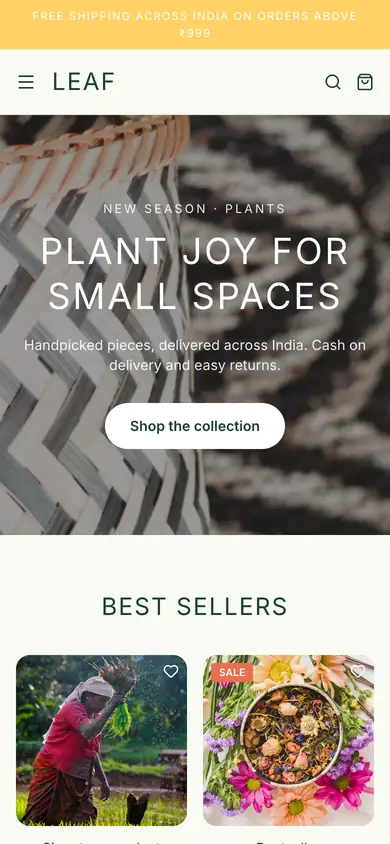 FREE SHIPPING ACROSS INDIA ON ORDERS ABOVE
₹999
LEAF
NEW SEASON · PLANTS
PLANT JOY FOR
SMALL SPACES
Handpicked pieces, delivered across India. Cash on
delivery and easy returns.
Shop the collection
BEST SELLERS
SALE